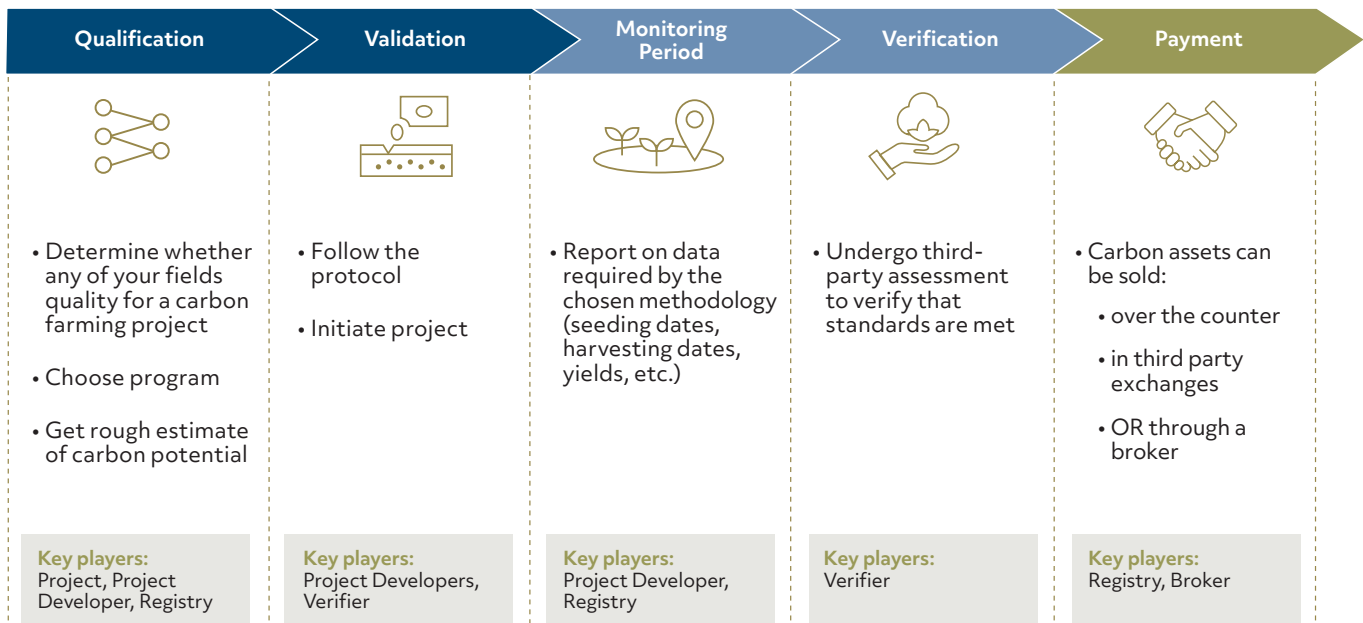 Qualification
Validation
Monitoring
Period
Verification
Payment
• Determine whether
any of your fields
quality for a carbon
farming project
• Choose program
• Get rough estimate
of carbon potential
• Follow the
protocol
• Initiate project
• Report on data
required by the
chosen methodology
(seeding dates,
harvesting dates,
yields, etc.)
• Undergo third-
party assessment
to verify that
standards are met
• Carbon assets can
be sold:
• over the counter
• in third party
exchanges
• OR through a
broker
Key players:
Project, Project
Developer, Registry
Key players:
Project Developers,
Verifier
Key players:
Project Developer,
Registry
Key players:
Verifier
Key players:
Registry, Broker